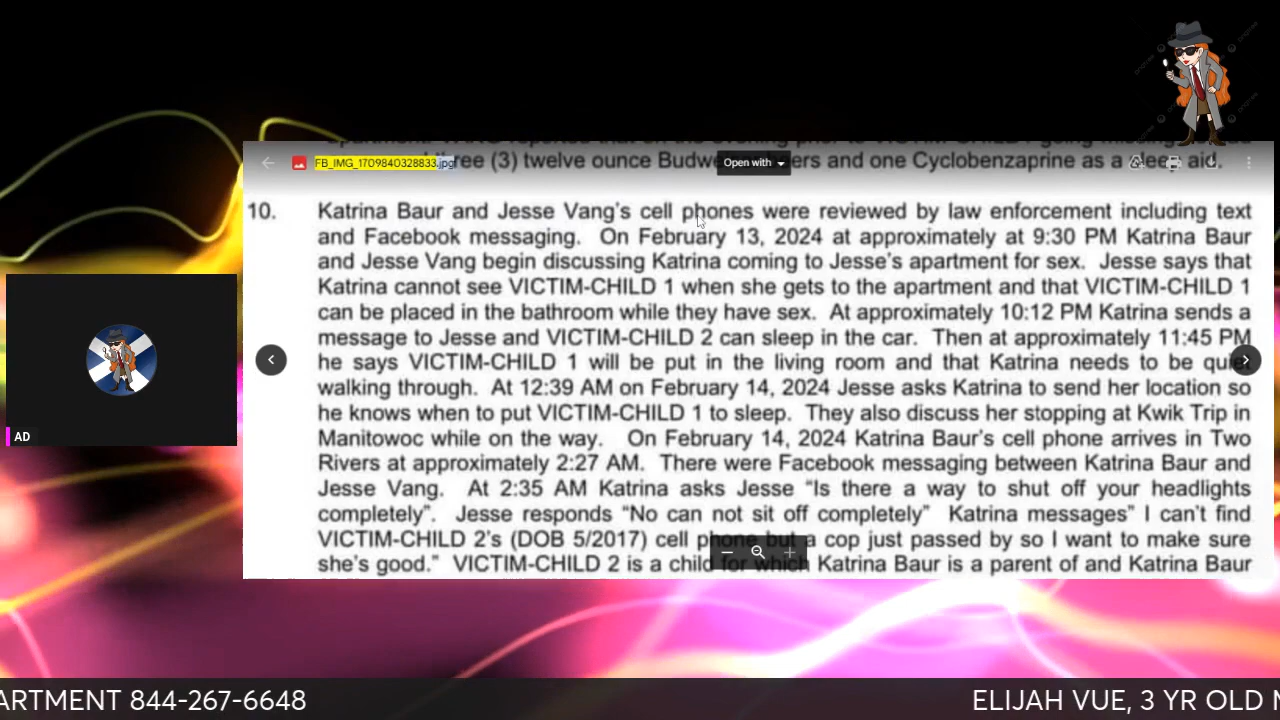 FB_IMG_1709840328833.jpg
Open with
three (3) twelve ounce and one Cyclobenzaprine as a sleep aid.
10. Katrina Baur and Jesse Vang's cell phones were reviewed by law enforcement including text
and Facebook messaging. On February 13, 2024 at approximately at 9:30 PM Katrina Baur
and Jesse Vang begin discussing Katrina coming to Jesse's apartment for sex. Jesse says that
Katrina cannot see VICTIM-CHILD 1 when she gets to the apartment and that VICTIM-CHILD 1
can be placed in the bathroom while they have sex. At approximately 10:12 PM Katrina sends a
message to Jesse and VICTIM-CHILD 2 can sleep in the car. Then at approximately 11:45 PM
he says VICTIM-CHILD 1 will be put in the living room and that Katrina needs to be quiet
walking through. At 12:39 AM on February 14, 2024 Jesse asks Katrina to send her location so
he knows when to put VICTIM-CHILD 1 to sleep. They also discuss her stopping at Kwik Trip in
Manitowoc while on the way. On February 14, 2024 Katrina Baur's cell phone arrives in Two
Rivers at approximately 2:27 AM. There were Facebook messaging between Katrina Baur and
Jesse Vang. At 2:35 AM Katrina asks Jesse "Is there a way to shut off your headlights
completely". Jesse responds "No can not sit off completely" Katrina messages" I can't find
VICTIM-CHILD 2's (DOB 5/2017) cell phone but a cop just passed by so I want to make sure
she's good." VICTIM-CHILD 2 is a child for which Katrina Baur is a parent of and Katrina Baur
AD
ARTMENT 844-267-6648 ELIJAH VUE, 3 YR OLD